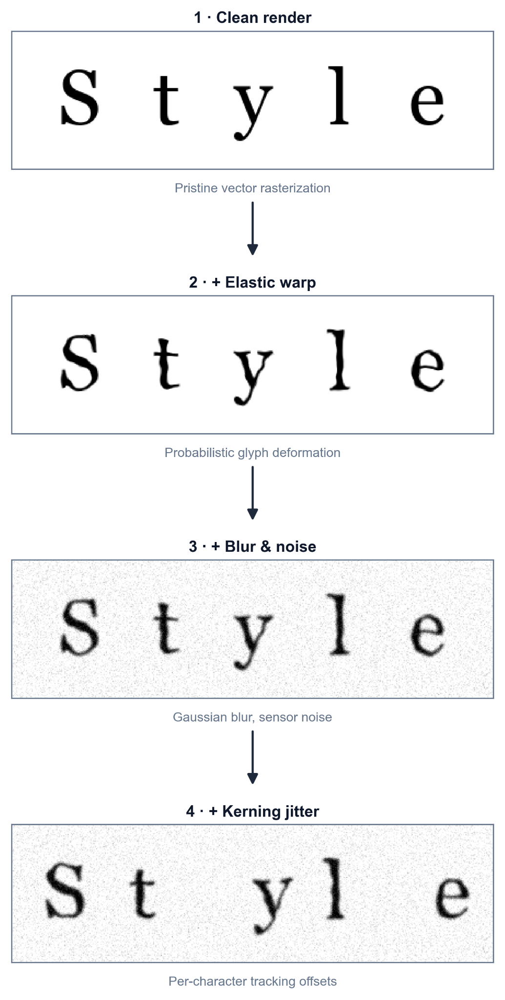 1 · Clean render
S t y l e
Pristine vector rasterization
2 · + Elastic warp
S t y l e
Probabilistic glyph deformation
3 · + Blur & noise
S t y l e
Gaussian blur, sensor noise
4 · + Kerning jitter
S t y l e
Per-character tracking offsets